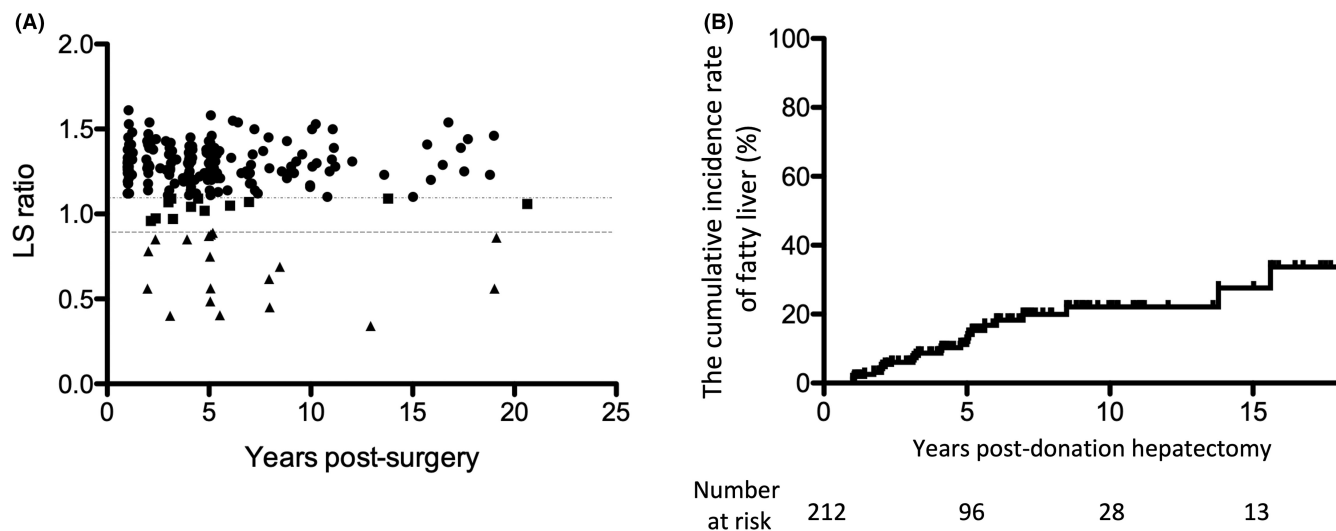 (A)
2.0
1.5
1.0
0.5
0.0
LS ratio
0 5 10 15 20 25
Years post-surgery
(B)
100
80
60
40
20
0
The cumulative incidence rate
of fatty liver (%)
0 5 10 15
Years post-donation hepatectomy
Number
at risk 212 96 28 13